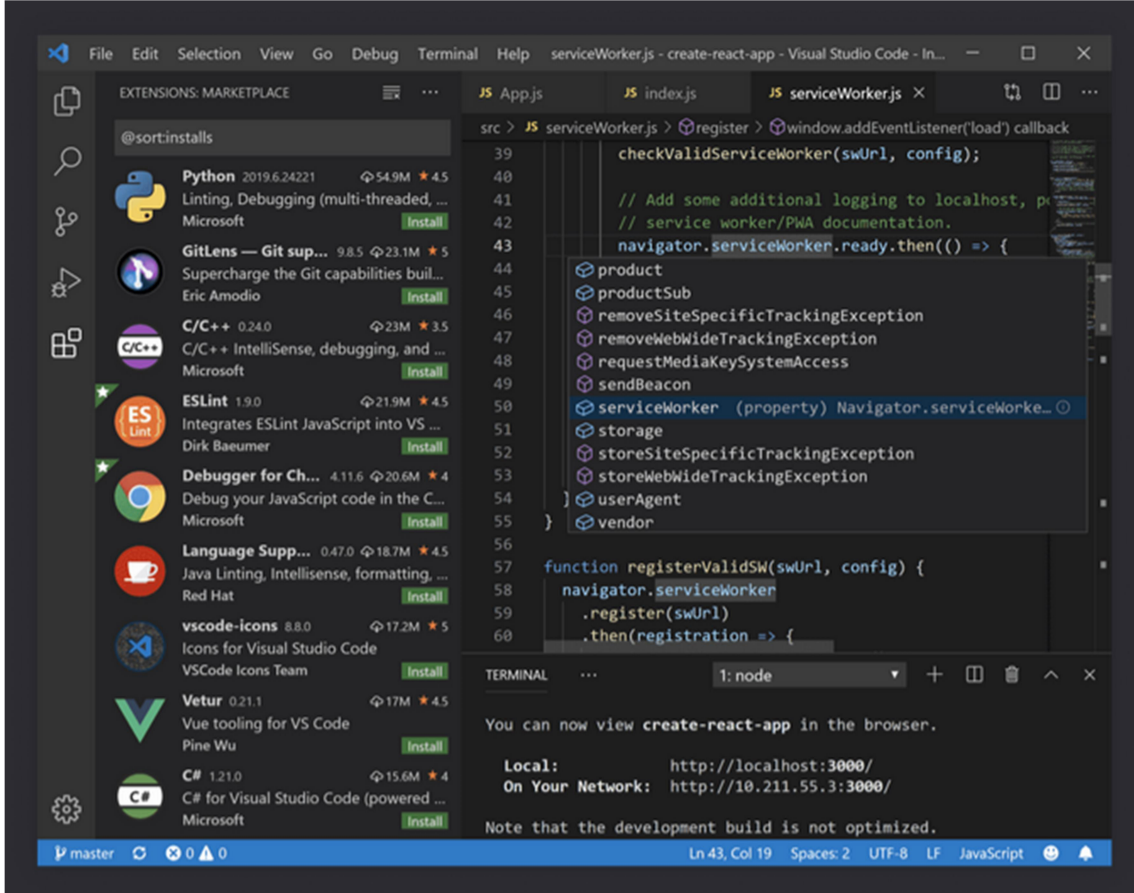 File Edit Selection View Go Debug Terminal Help serviceWorker.js - create-react-app - Visual Studio Code - In...
EXTENSIONS: MARKETPLACE
@sort:installs
Python 2019.6.24221 54.9M ★ 4.5
Linting, Debugging (multi-threaded, ...
Microsoft Install
GitLens — Git sup... 9.8.5 23.1M ★ 5
Supercharge the Git capabilities buil...
Eric Amodio Install
C/C++
C/C++ 0.24.0 23M ★ 3.5
C/C++ IntelliSense, debugging, and ...
Microsoft Install
ES
Lint
ESLint 1.9.0 21.9M ★ 4.5
Integrates ESLint JavaScript into VS ...
Dirk Baeumer Install
Debugger for Ch... 4.11.6 20.6M ★ 4
Debug your JavaScript code in the C...
Microsoft Install
Language Supp... 0.47.0 18.7M ★ 4.5
Java Linting, Intellisense, formatting, ...
Red Hat Install
vscode-icons 8.8.0 17.2M ★ 5
Icons for Visual Studio Code
VSCode Icons Team Install
Vetur 0.21.1 17M ★ 4.5
Vue tooling for VS Code
Pine Wu Install
C#
C# 1.21.0 15.6M ★ 4
C# for Visual Studio Code (powered ...
Microsoft Install
JS App.js JS index.js JS serviceWorker.js ×
src > JS serviceWorker.js > register > window.addEventListener('load') callback
39 checkValidServiceWorker(swUrl, config);
40
41 // Add some additional logging to localhost, p
42 // service worker/PWA documentation.
43 navigator.serviceWorker.ready.then(() => {
44 product
45 productSub
46 removeSiteSpecificTrackingException
47 removeWebWideTrackingException
48 requestMediaKeySystemAccess
49 sendBeacon
50 serviceWorker (property) Navigator.serviceWorke...
51 storage
52 storeSiteSpecificTrackingException
53 storeWebWideTrackingException
54 } userAgent
55 } vendor
56
57 function registerValidSW(swUrl, config) {
58 navigator.serviceWorker
59 .register(swUrl)
60 .then(registration => {
TERMINAL ... 1: node
You can now view create-react-app in the browser.
Local: http://localhost:3000/
On Your Network: http://10.211.55.3:3000/
Note that the development build is not optimized.
master 0 0 Ln 43, Col 19 Spaces: 2 UTF-8 LF JavaScript